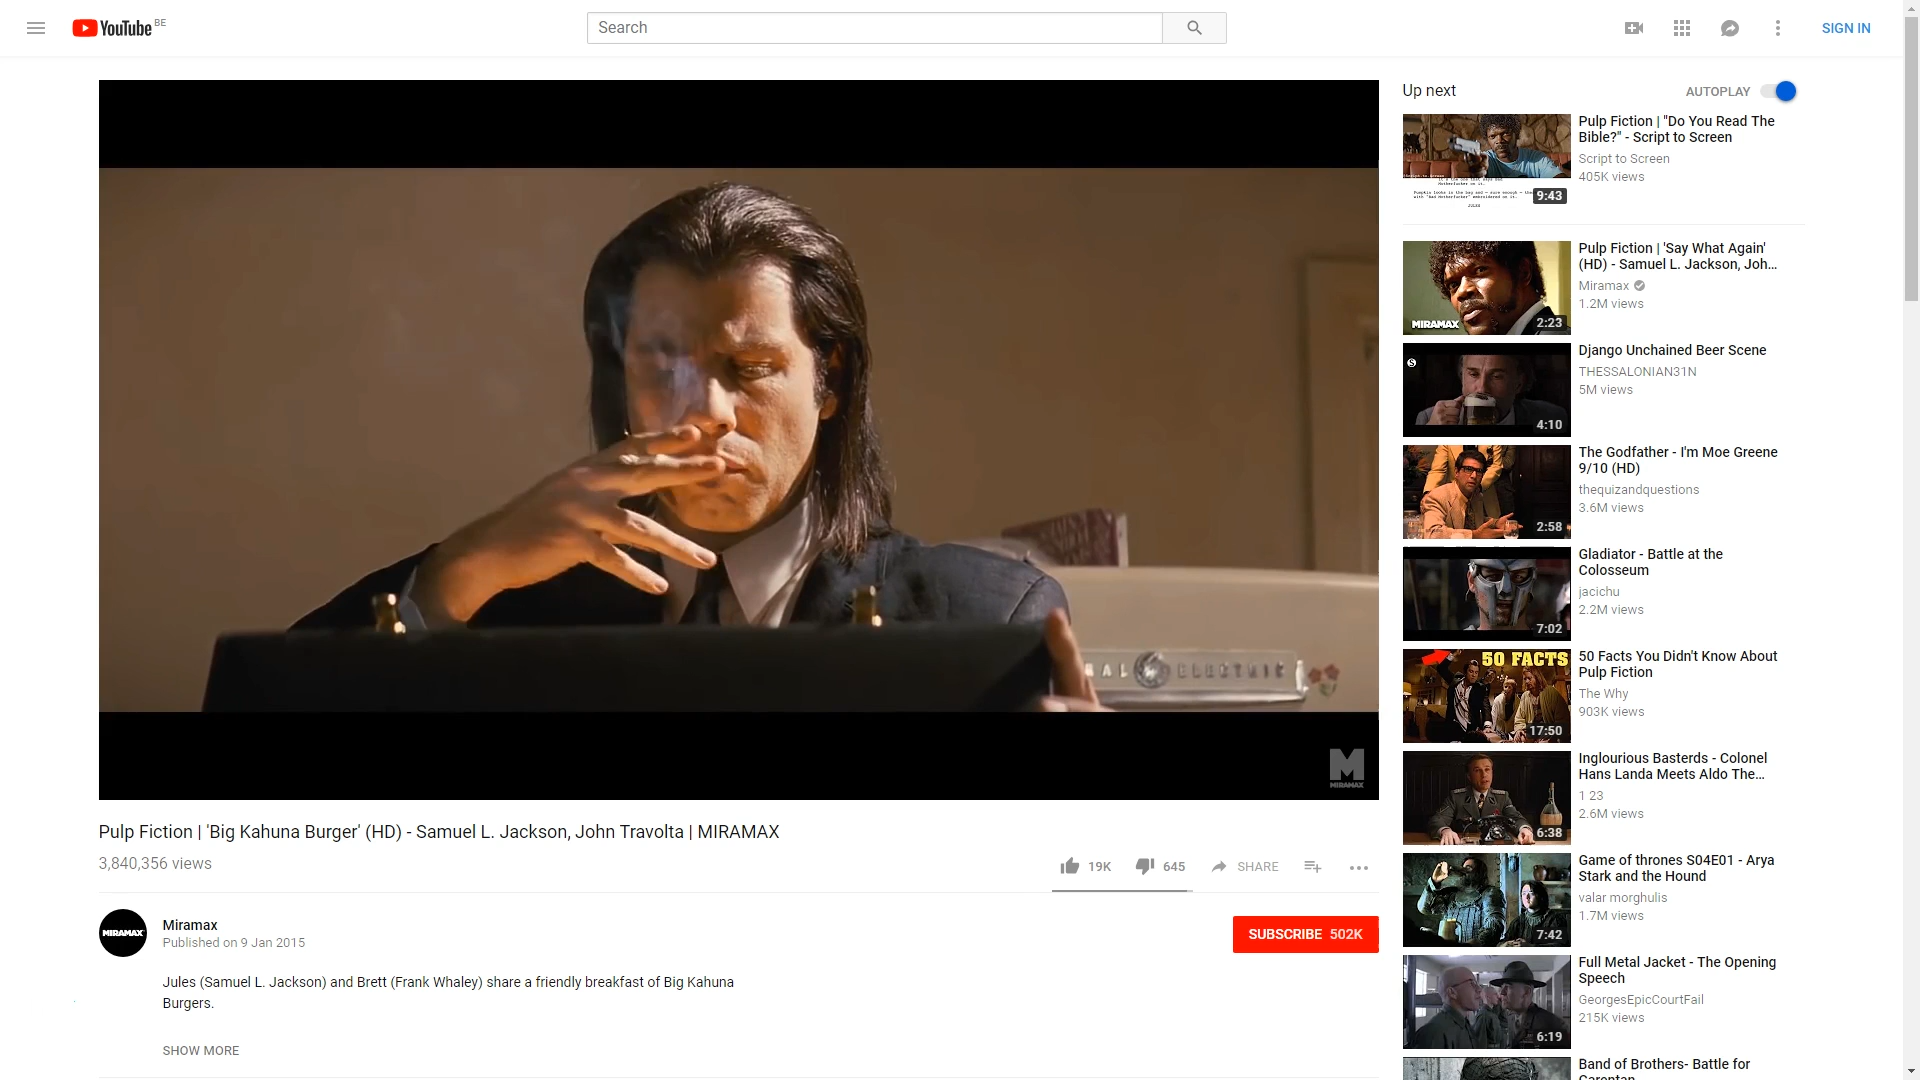 YouTube BE
Search
SIGN IN
Up next
AUTOPLAY
Pulp Fiction | "Do You Read The
Bible?" - Script to Screen
Script to Screen
405K views
9:43
JULES
Pulp Fiction | 'Say What Again'
(HD) - Samuel L. Jackson, Joh...
Miramax
1.2M views
MIRAMAX
2:23
Django Unchained Beer Scene
THESSALONIAN31N
5M views
4:10
The Godfather - I'm Moe Greene
9/10 (HD)
thequizandquestions
3.6M views
2:58
Gladiator - Battle at the
Colosseum
jacichu
2.2M views
7:02
50 FACTS
50 Facts You Didn't Know About
Pulp Fiction
The Why
903K views
17:50
Inglourious Basterds - Colonel
Hans Landa Meets Aldo The...
1 23
2.6M views
6:38
Game of thrones S04E01 - Arya
Stark and the Hound
valar morghulis
1.7M views
7:42
Full Metal Jacket - The Opening
Speech
GeorgesEpicCourtFail
215K views
6:19
Band of Brothers- Battle for
Carentan
AL ELECTRIC
M
MIRAMAX
Pulp Fiction | 'Big Kahuna Burger' (HD) - Samuel L. Jackson, John Travolta | MIRAMAX
3,840,356 views
19K
645
SHARE
MIRAMAX
Miramax
Published on 9 Jan 2015
SUBSCRIBE 502K
Jules (Samuel L. Jackson) and Brett (Frank Whaley) share a friendly breakfast of Big Kahuna
Burgers.
SHOW MORE